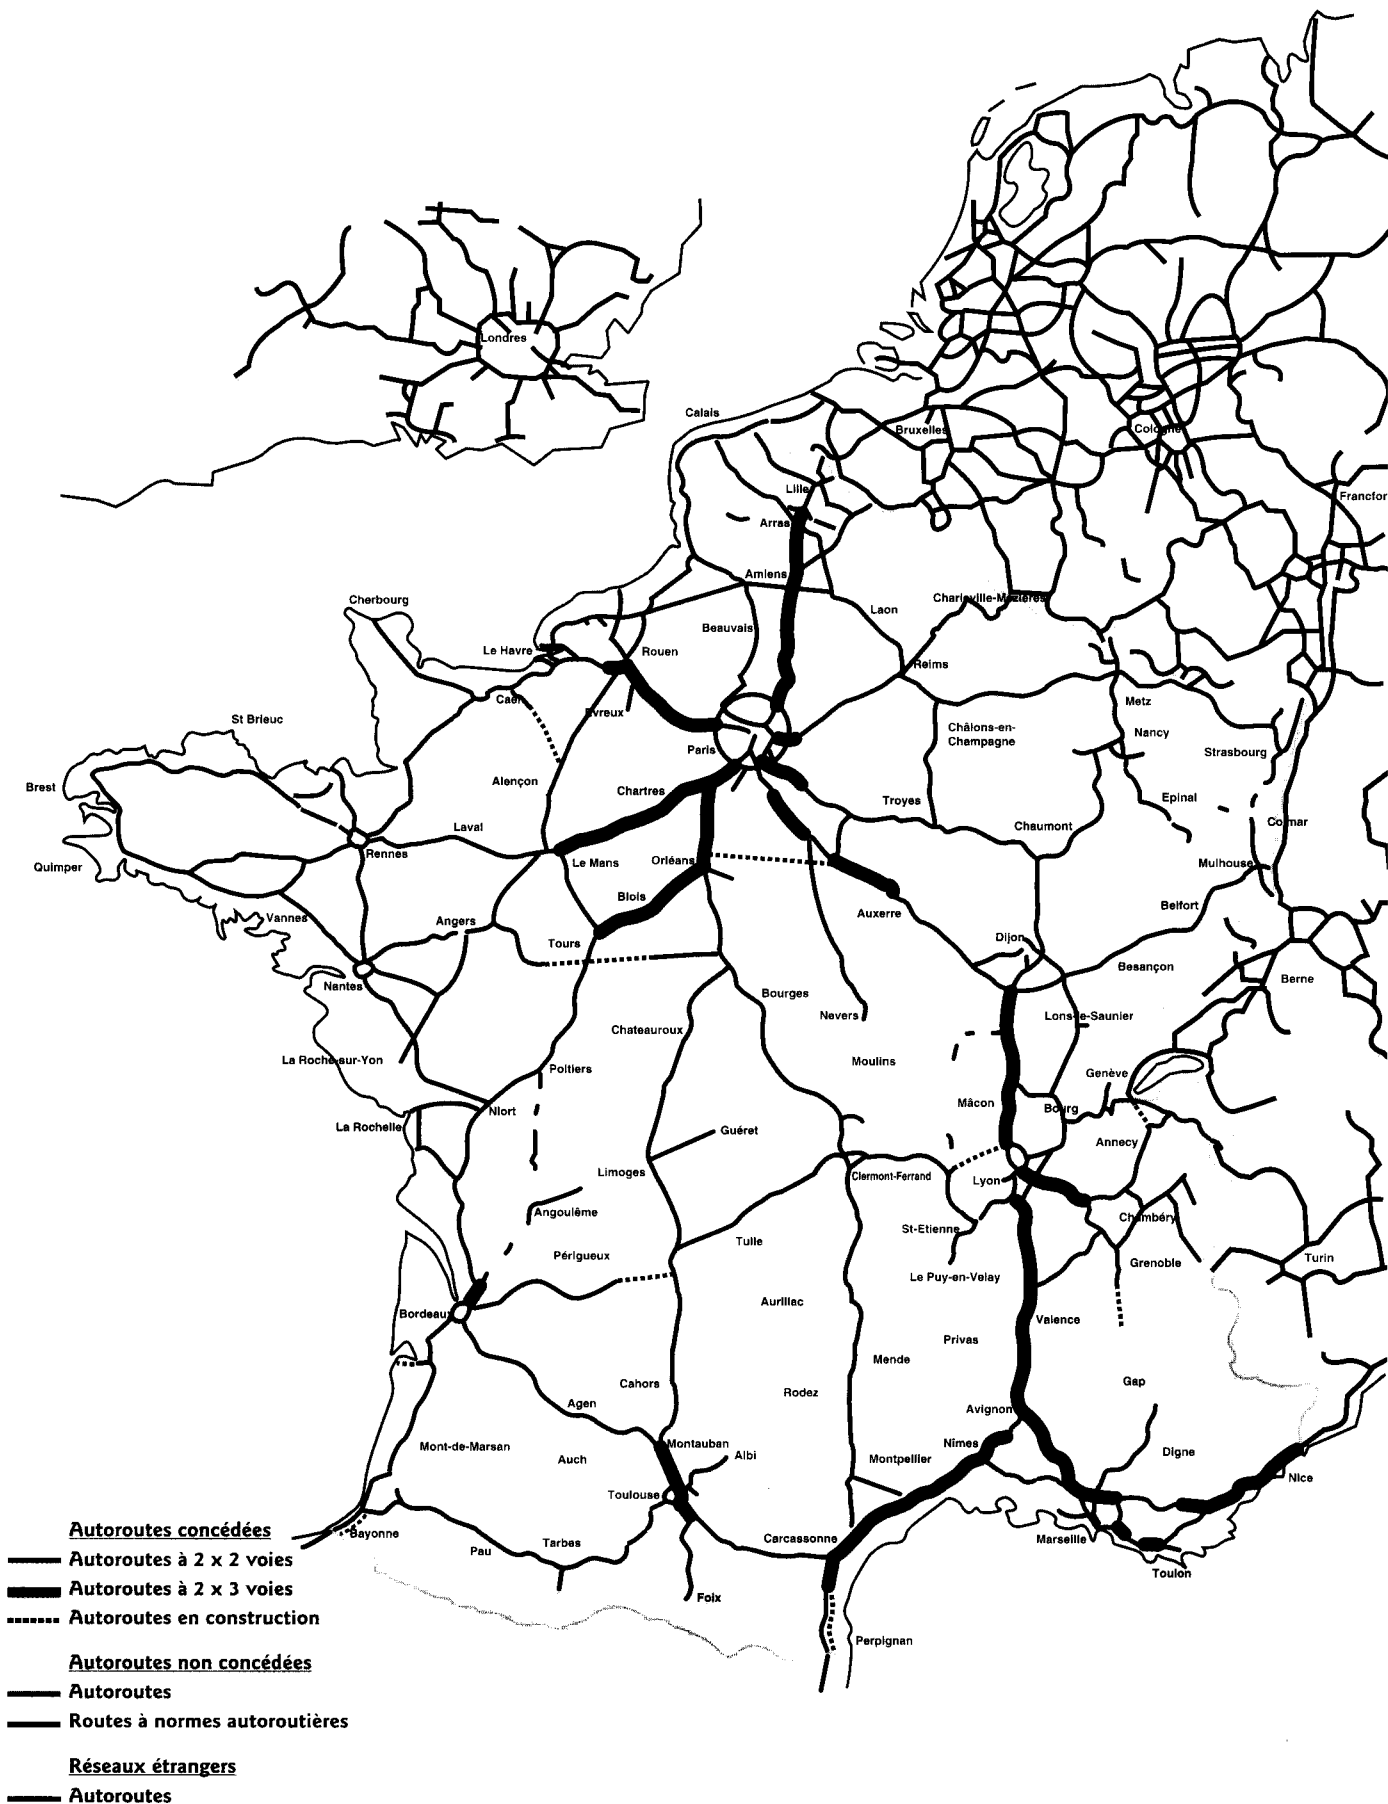 Londres
Calais
Bruxelles
Cologne
Lille
Francfor
Arras
Amiens
Cherbourg
Charleville-Mézières
Laon
Beauvais
Le Havre
Rouen
Reims
Caen
Evreux
Metz
St Brieuc
Châlons-en-
Champagne
Nancy
Paris
Strasbourg
Brest
Alençon
Chartres
Troyes
Epinal
Laval
Chaumont
Colmar
Rennes
Le Mans
Orléans
Mulhouse
Quimper
Blois
Auxerre
Belfort
Vannes
Angers
Tours
Dijon
Besançon
Berne
Nantes
Bourges
Nevers
Lons-le-Saunier
Chateauroux
La Roche-sur-Yon
Moulins
Poitiers
Genève
Mâcon
Bourg
Niort
La Rochelle
Guéret
Annecy
Limoges
Clermont-Ferrand
Lyon
Angoulême
Chambéry
St-Etienne
Tulle
Périgueux
Grenoble
Turin
Le Puy-en-Velay
Aurillac
Bordeaux
Valence
Privas
Mende
Cahors
Rodez
Gap
Agen
Avignon
Mont-de-Marsan
Montauban
Nîmes
Auch
Albi
Montpellier
Digne
Nice
Toulouse
Bayonne
Carcassonne
Marseille
Pau
Tarbes
Toulon
Foix
Perpignan
Autoroutes concédées
Autoroutes à 2 x 2 voies
Autoroutes à 2 x 3 voies
Autoroutes en construction
Autoroutes non concédées
Autoroutes
Routes à normes autoroutières
Réseaux étrangers
Autoroutes